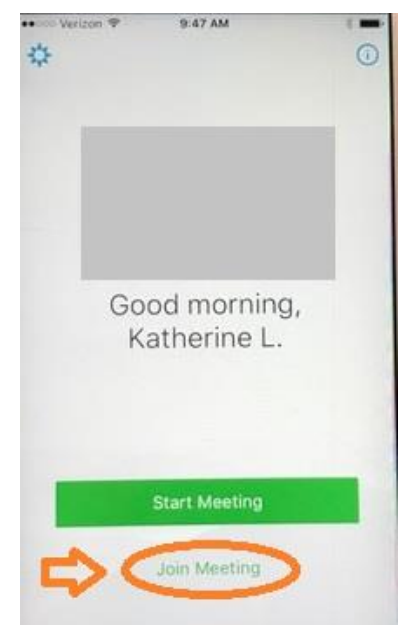 Verizon 9:47 AM
Good morning,
Katherine L.
Start Meeting
Join Meeting